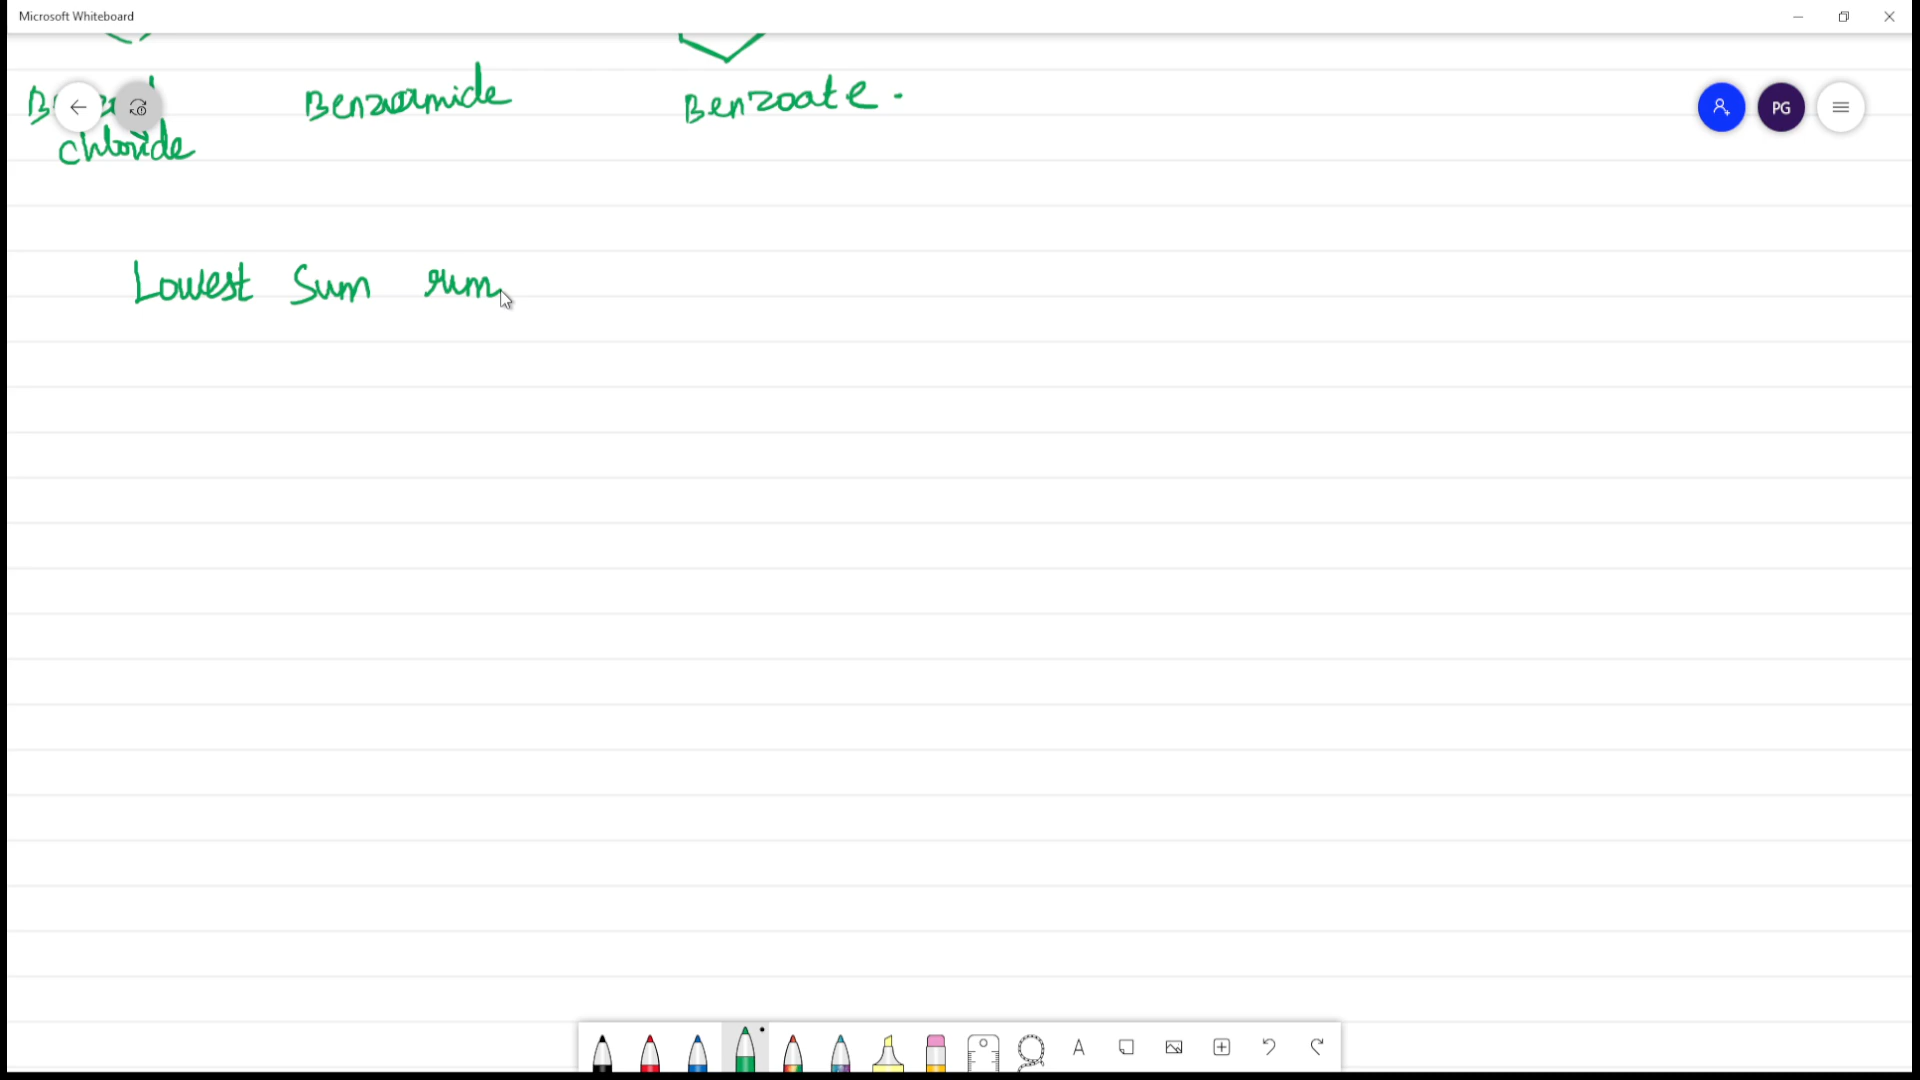 Microsoft Whiteboard
Benzamide
Benzoate .
chloride
PG
Lowest Sum rum
A